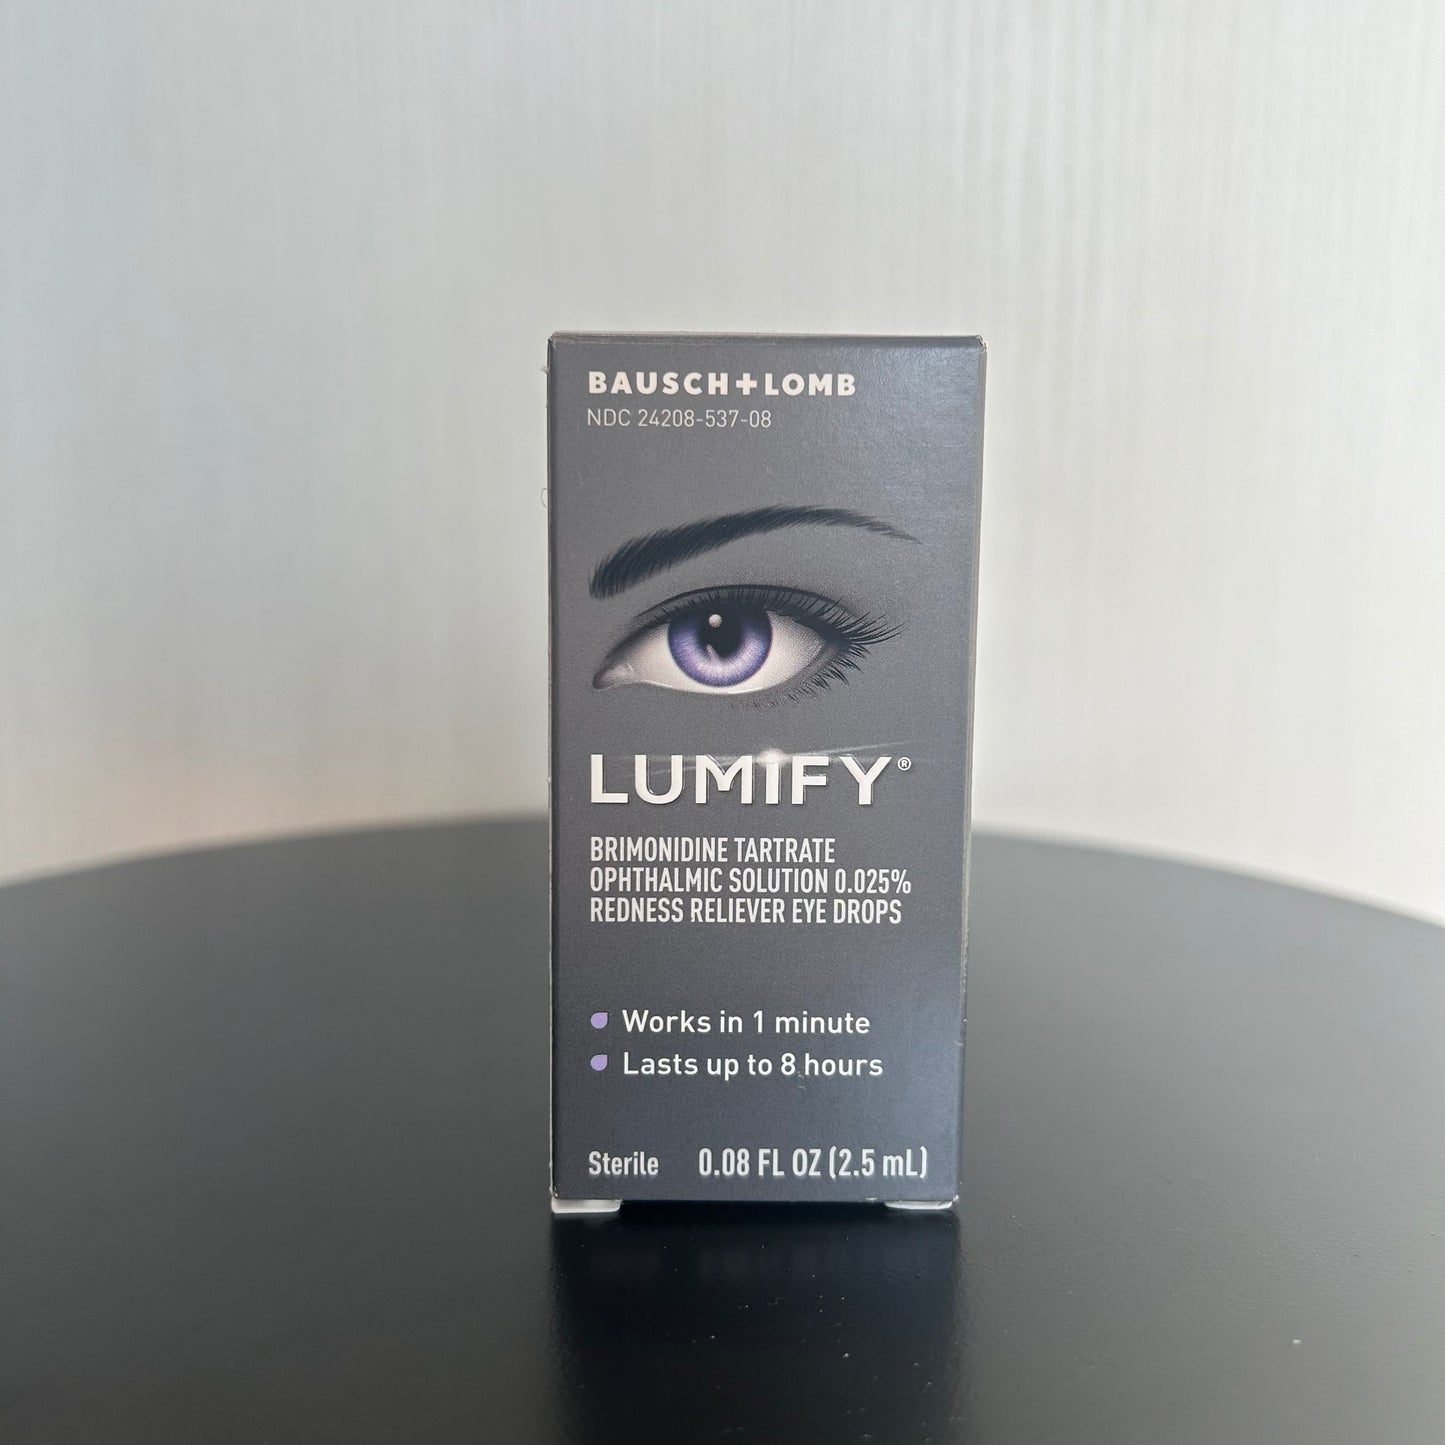 BAUSCH+LOMB
NDC 24208-537-08
LUMIFY®
BRIMONIDINE TARTRATE
OPHTHALMIC SOLUTION 0.025%
REDNESS RELIEVER EYE DROPS
Works in 1 minute
Lasts up to 8 hours
Sterile 0.08 FL OZ (2.5 mL)